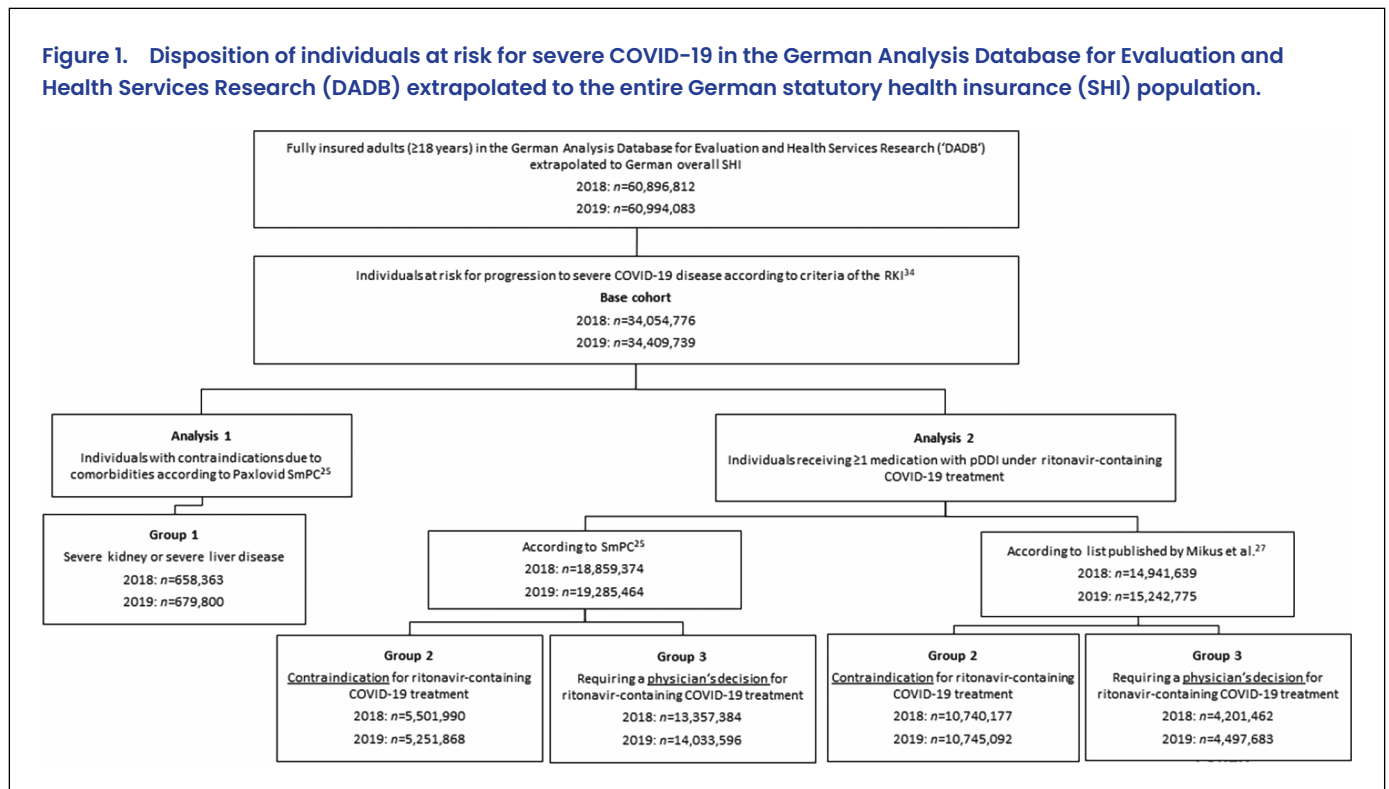 Figure 1. Disposition of individuals at risk for severe COVID-19 in the German Analysis Database for Evaluation and
Health Services Research (DADB) extrapolated to the entire German statutory health insurance (SHI) population.
Fully insured adults (≥18 years) in the German Analysis Database for Evaluation and Health Services Research (‘DADB’)
extrapolated to German overall SHI
2018: n=60,896,812
2019: n=60,994,083
Individuals at risk for progression to severe COVID-19 disease according to criteria of the RKI34
Base cohort
2018: n=34,054,776
2019: n=34,409,739
Analysis 1
Individuals with contraindications due to
comorbidities according to Paxlovid SmPC25
Group 1
Severe kidney or severe liver disease
2018: n=658,363
2019: n=679,800
Analysis 2
Individuals receiving ≥1 medication with pDDI under ritonavir-containing
COVID-19 treatment
According to SmPC25
2018: n=18,859,374
2019: n=19,285,464
According to list published by Mikus et al.27
2018: n=14,941,639
2019: n=15,242,775
Group 2
Contraindication for ritonavir-containing
COVID-19 treatment
2018: n=5,501,990
2019: n=5,251,868
Group 3
Requiring a physician's decision for
ritonavir-containing COVID-19 treatment
2018: n=13,357,384
2019: n=14,033,596
Group 2
Contraindication for ritonavir-containing
COVID-19 treatment
2018: n=10,740,177
2019: n=10,745,092
Group 3
Requiring a physician's decision for
ritonavir-containing COVID-19 treatment
2018: n=4,201,462
2019: n=4,497,683